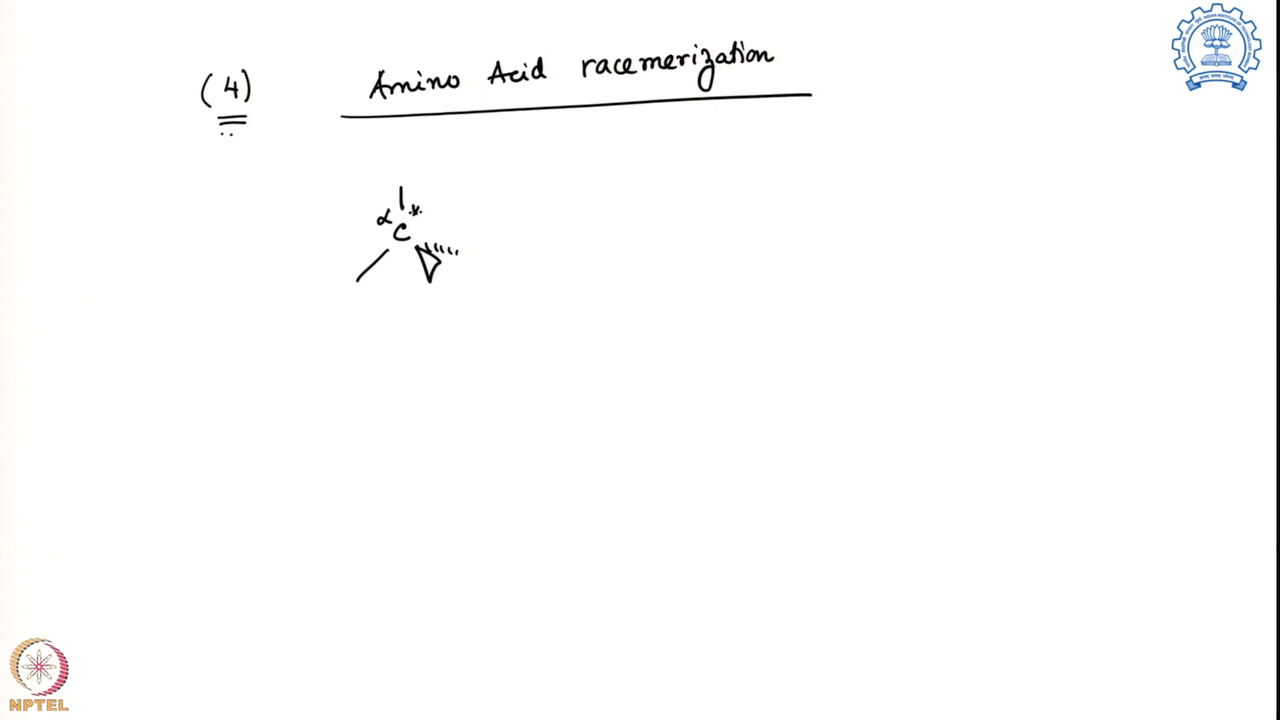 (4) Amino Acid racemerization
α C *
NPTEL